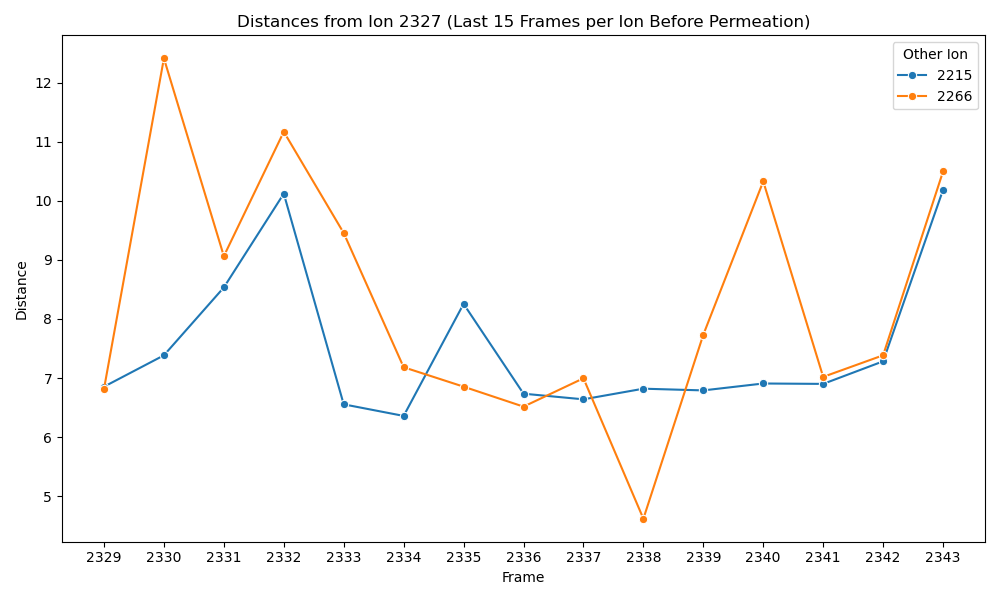 Distances from Ion 2327 (Last 15 Frames per Ion Before Permeation)
Other Ion
2215
2266
Distance
12
11
10
9
8
7
6
5
2329 2330 2331 2332 2333 2334 2335 2336 2337 2338 2339 2340 2341 2342 2343
Frame